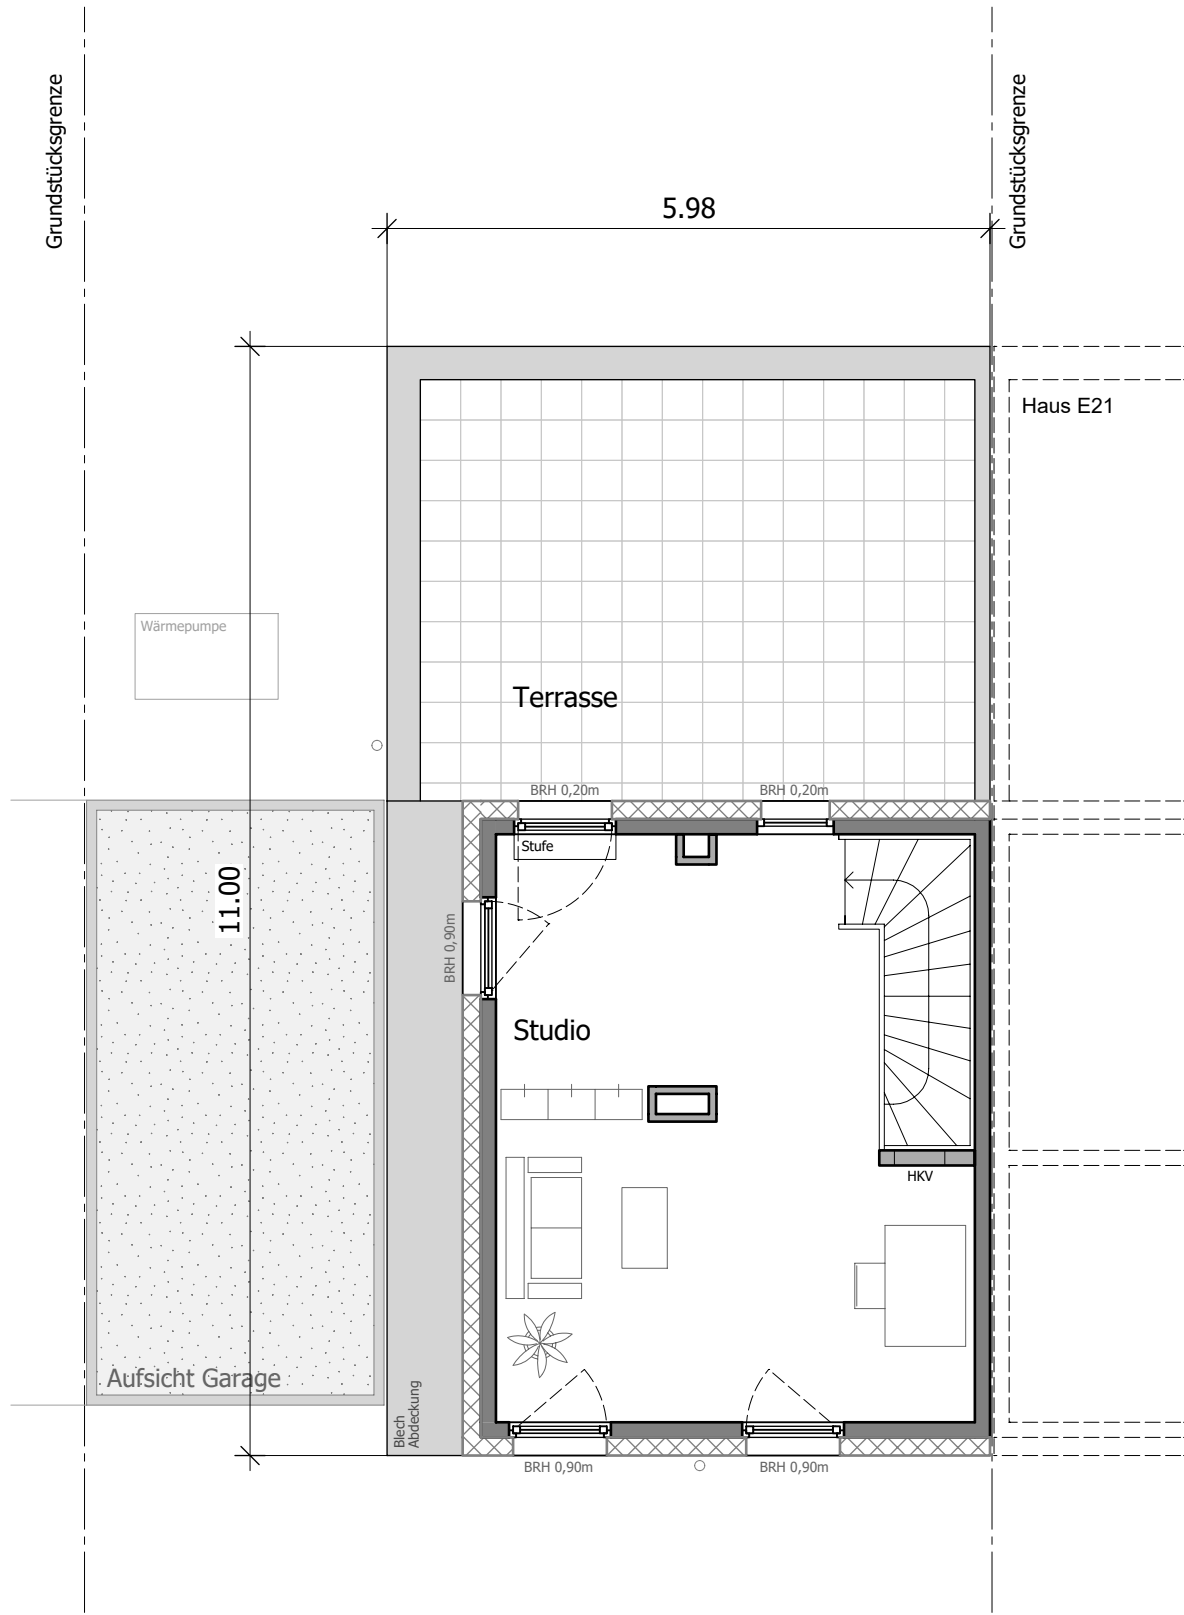 Grundstücksgrenze
Grundstücksgrenze
5.98
Haus E21
Wärmepumpe
Terrasse
BRH 0,20m
BRH 0,20m
Stufe
11.00
BRH 0,90m
Studio
HKV
Aufsicht Garage
Blech
Abdeckung
BRH 0,90m
BRH 0,90m